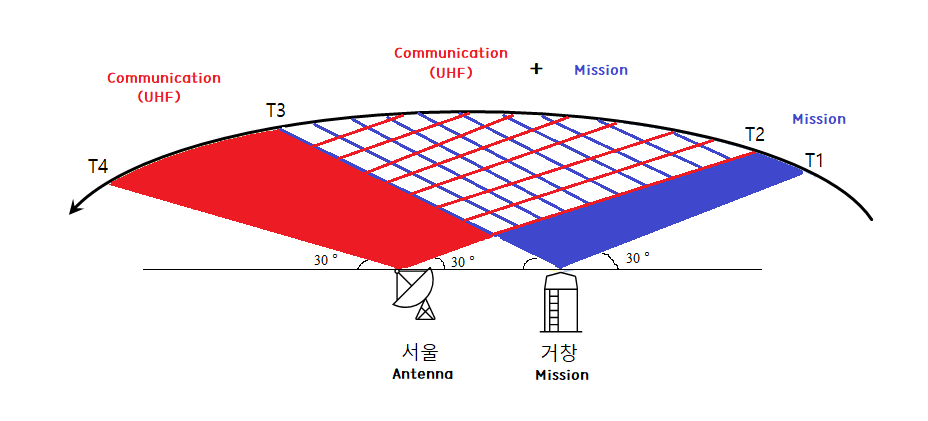 Communication
(UHF)
+
Mission
Communication
(UHF)
T3
Mission
T2
T4
T1
30 °
30 °
30 °
서울
Antenna
거창
Mission